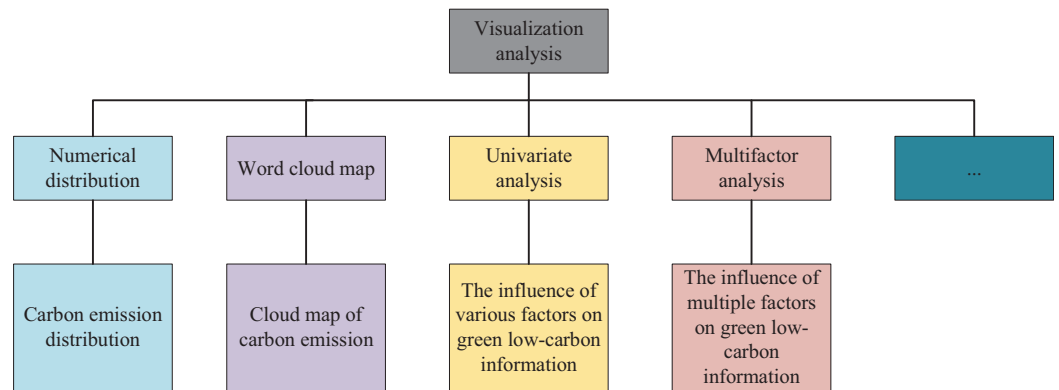 Visualization
analysis
Numerical
distribution
Word cloud map
Univariate
analysis
Multifactor
analysis
...
Carbon emission
distribution
Cloud map of
carbon emission
The influence of
various factors on
green low-carbon
information
The influence of
multiple factors
on green low-
carbon
information